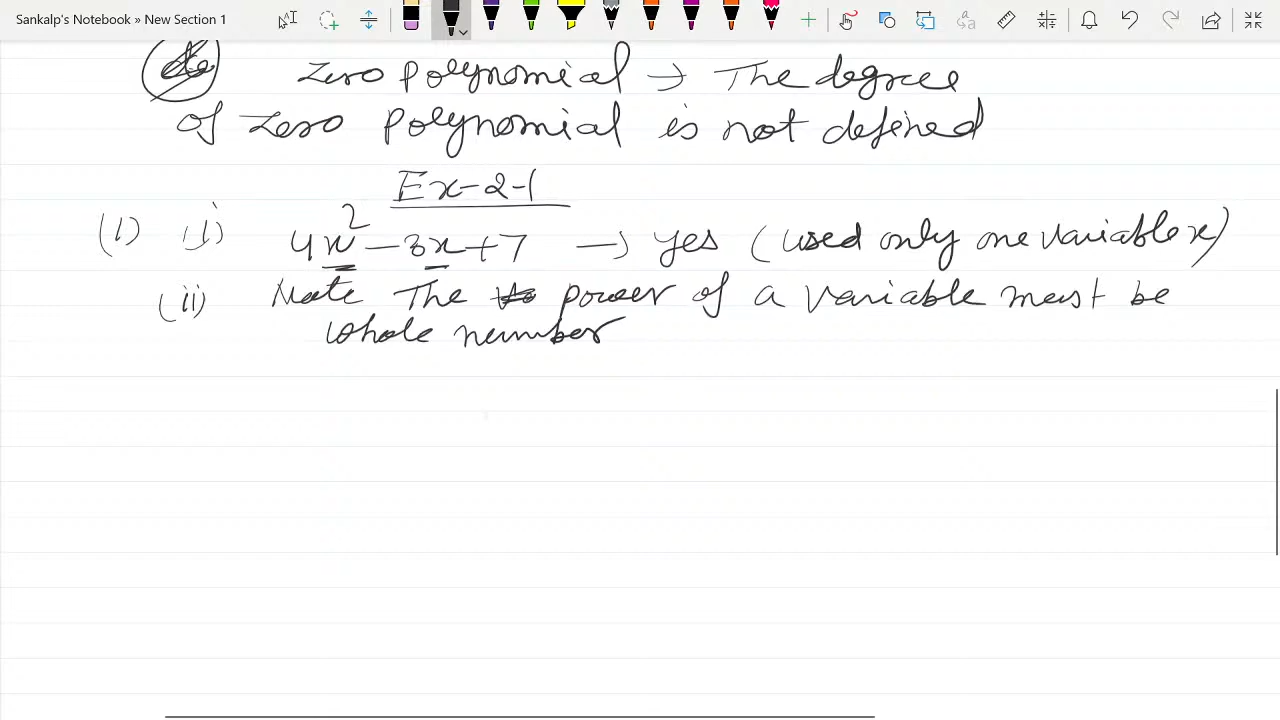 Sankalp's Notebook » New Section 1
Zero polynomial → The degree
of zero polynomial is not defined
Ex-2-1
(1) (i) 4x² - 3x + 7 → yes (used only one variable x)
(ii) Note The power of a variable must be
whole number